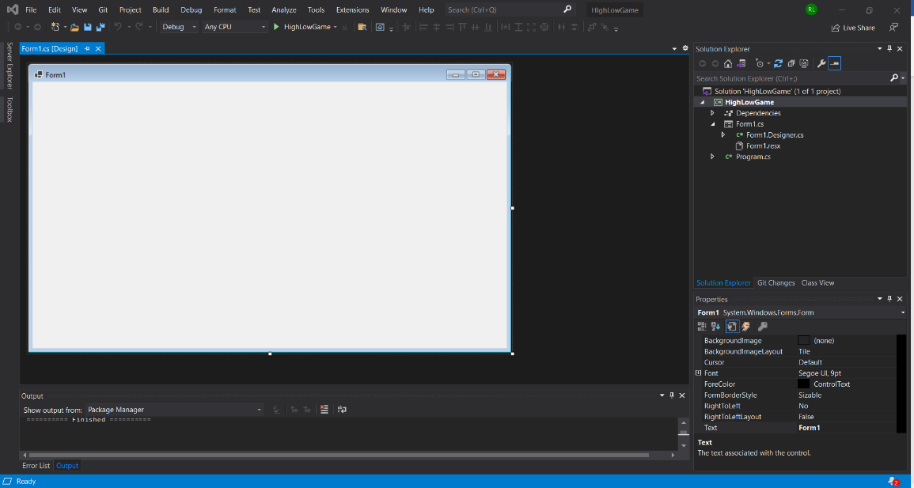 File Edit View Git Project Build Debug Format Test Analyze Tools Extensions Window Help Search (Ctrl+Q) HighLowGame
Debug Any CPU HighLowGame Live Share
Server Explorer
Toolbox
Form1.cs [Design]
Form1
Solution Explorer
Search Solution Explorer (Ctrl+;)
Solution 'HighLowGame' (1 of 1 project)
HighLowGame
Dependencies
Form1.cs
Form1.Designer.cs
Form1.resx
Program.cs
Solution Explorer Git Changes Class View
Properties
Form1 System.Windows.Forms.Form
BackgroundImage (none)
BackgroundImageLayout Tile
Cursor Default
Font Segoe UI, 9pt
ForeColor ControlText
FormBorderStyle Sizable
RightToLeft No
RightToLeftLayout False
Text Form1
Text
The text associated with the control.
Output
Show output from: Package Manager
========== Finished ==========
Error List Output
Ready 2